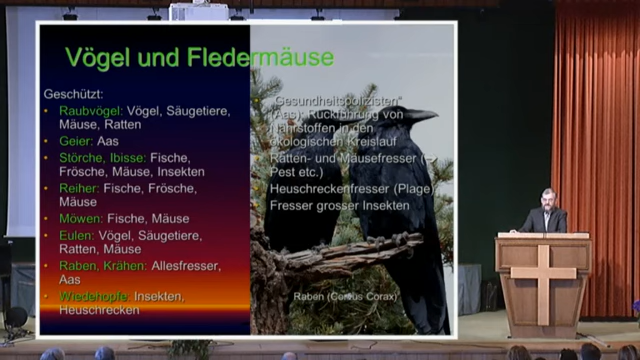 Vögel und Fledermäuse
Geschützt:
• Raubvögel: Vögel, Säugetiere,
Mäuse, Ratten
• Geier: Aas
• Störche, Ibisse: Fische,
Frösche, Mäuse, Insekten
• Reiher: Fische, Frösche,
Mäuse
• Möwen: Fische, Mäuse
• Eulen: Vögel, Säugetiere,
Ratten, Mäuse
• Raben, Krähen: Allesfresser,
Aas
• Wiedehopfe: Insekten,
Heuschrecken
„Gesundheitspolizisten“
(Aas): Rückführung von
Nährstoffen in den
ökologischen Kreislauf
Ratten- und Mäusefresser (→
Pest etc.)
Heuschreckenfresser (Plage)
Fresser grosser Insekten
Raben (Corvus Corax)